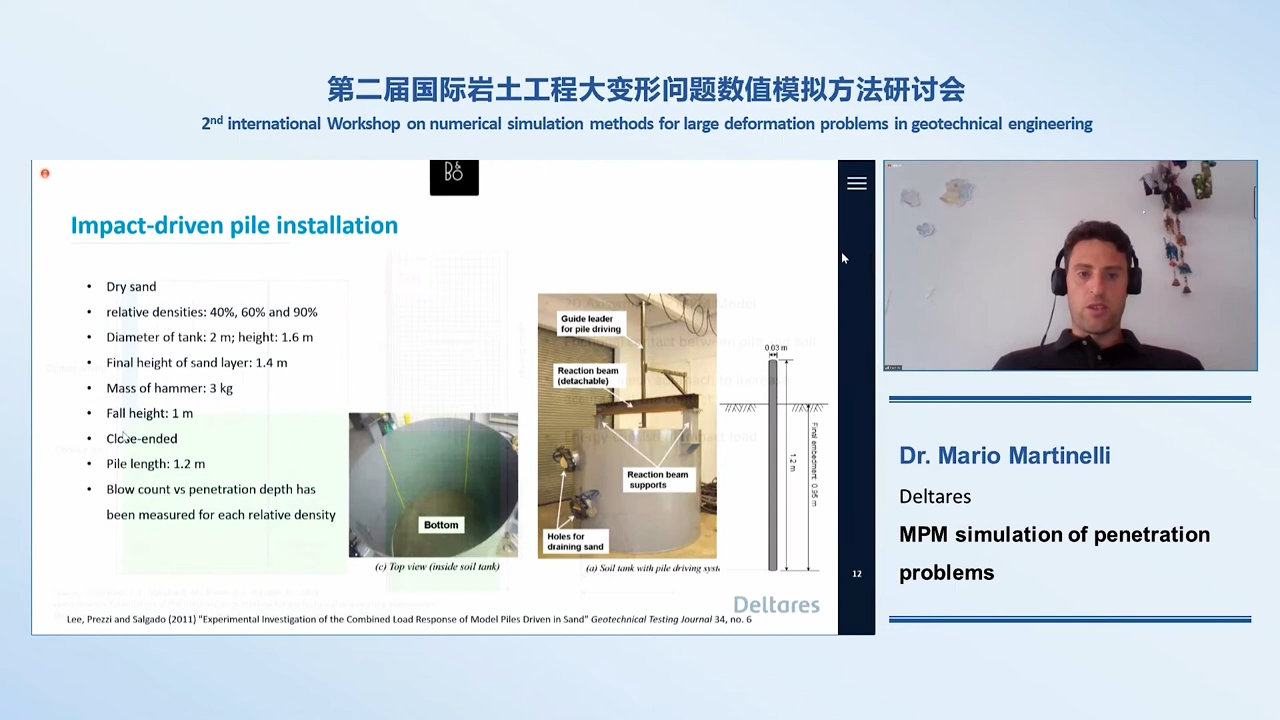 第二届国际岩土工程大变形问题数值模拟方法研讨会
2nd international Workshop on numerical simulation methods for large deformation problems in geotechnical engineering
Impact-driven pile installation
• Dry sand
• relative densities: 40%, 60% and 90%
• Diameter of tank: 2 m; height: 1.6 m
• Final height of sand layer: 1.4 m
• Mass of hammer: 3 kg
• Fall height: 1 m
• Close-ended
• Pile length: 1.2 m
• Blow count vs penetration depth has
been measured for each relative density
Bottom
(c) Top view (inside soil tank)
Guide leader
for pile driving
Reaction beam
(detachable)
Reaction beam
supports
Holes for
draining sand
(a) Soil tank with pile driving syst
0.03 m
1.2 m
Final embedment: 0.95 m
12
Deltares
Lee, Prezzi and Salgado (2011) "Experimental Investigation of the Combined Load Response of Model Piles Driven in Sand" Geotechnical Testing Journal 34, no. 6
Dr. Mario Martinelli
Deltares
MPM simulation of penetration
problems